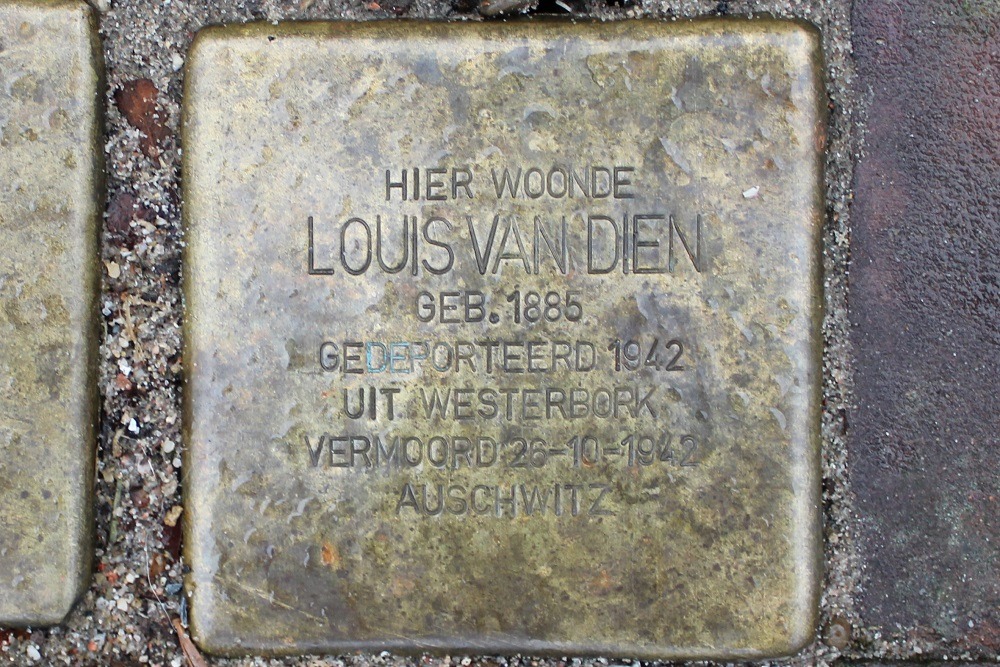 HIER WOONDE
LOUIS VAN DIEN
GEB. 1885
GEDEPORTEERD 1942
UIT WESTERBORK
VERMOORD 26-10-1942
AUSCHWITZ